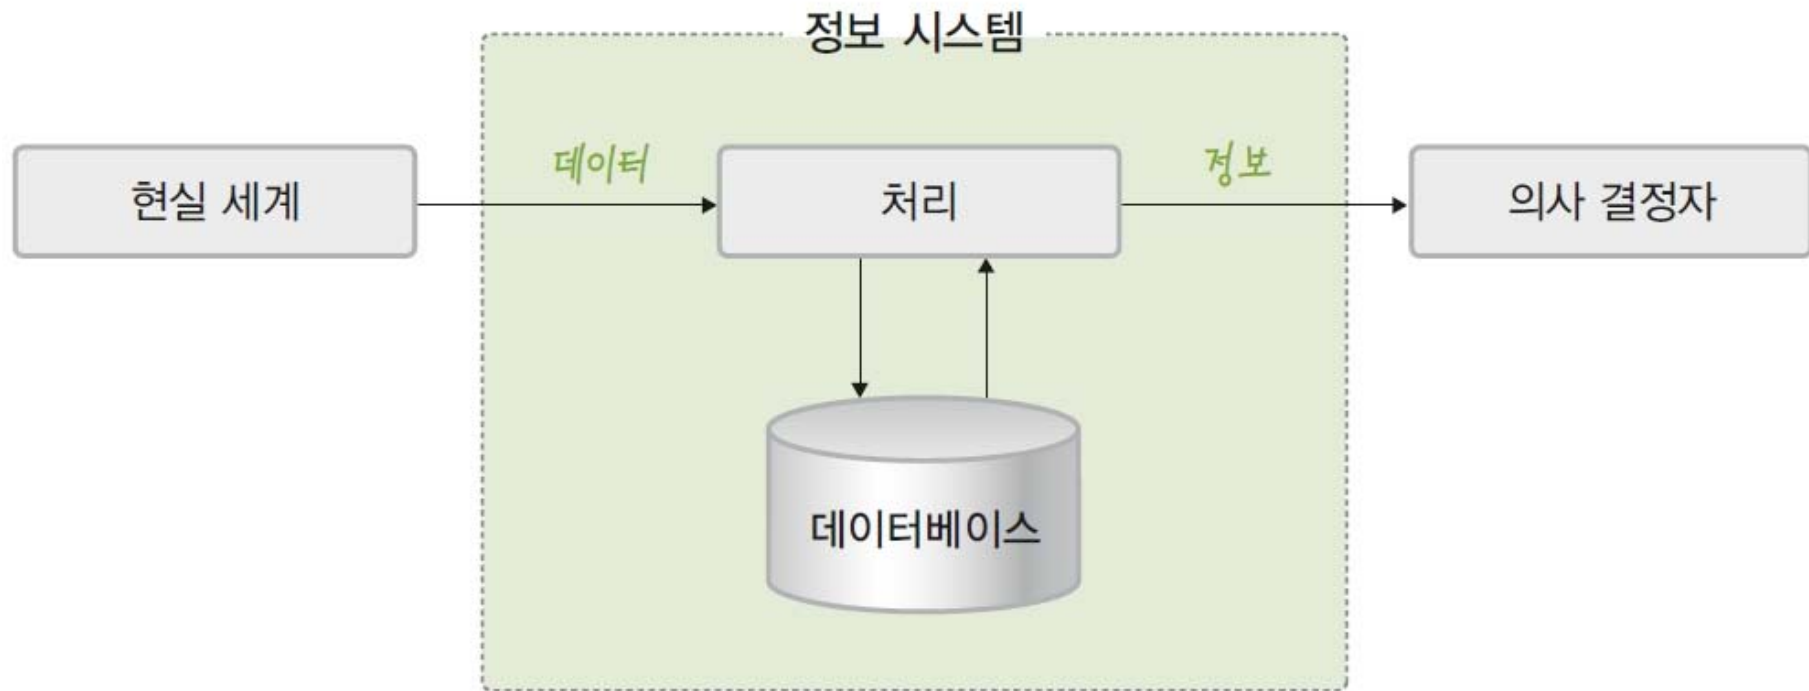 정보 시스템
현실 세계
데이터
처리
정보
의사 결정자
데이터베이스